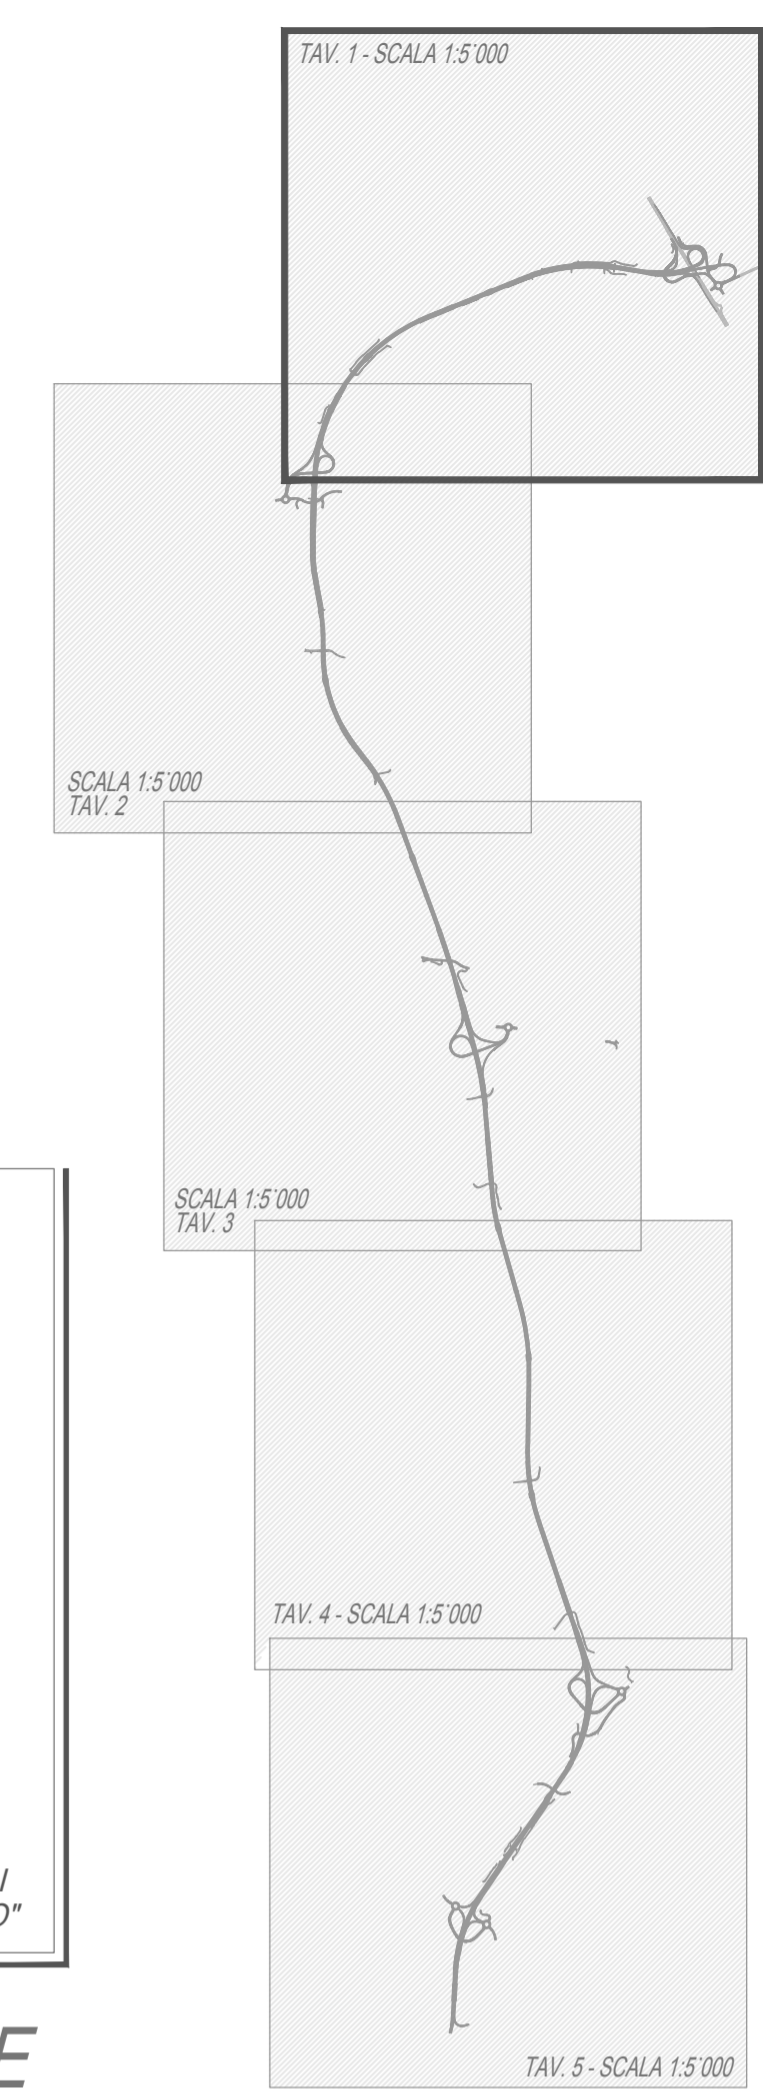 TAV. 1 - SCALA 1:5'000
SCALA 1:5'000
TAV. 2
SCALA 1:5'000
TAV. 3
TAV. 4 - SCALA 1:5'000
TAV. 5 - SCALA 1:5'000